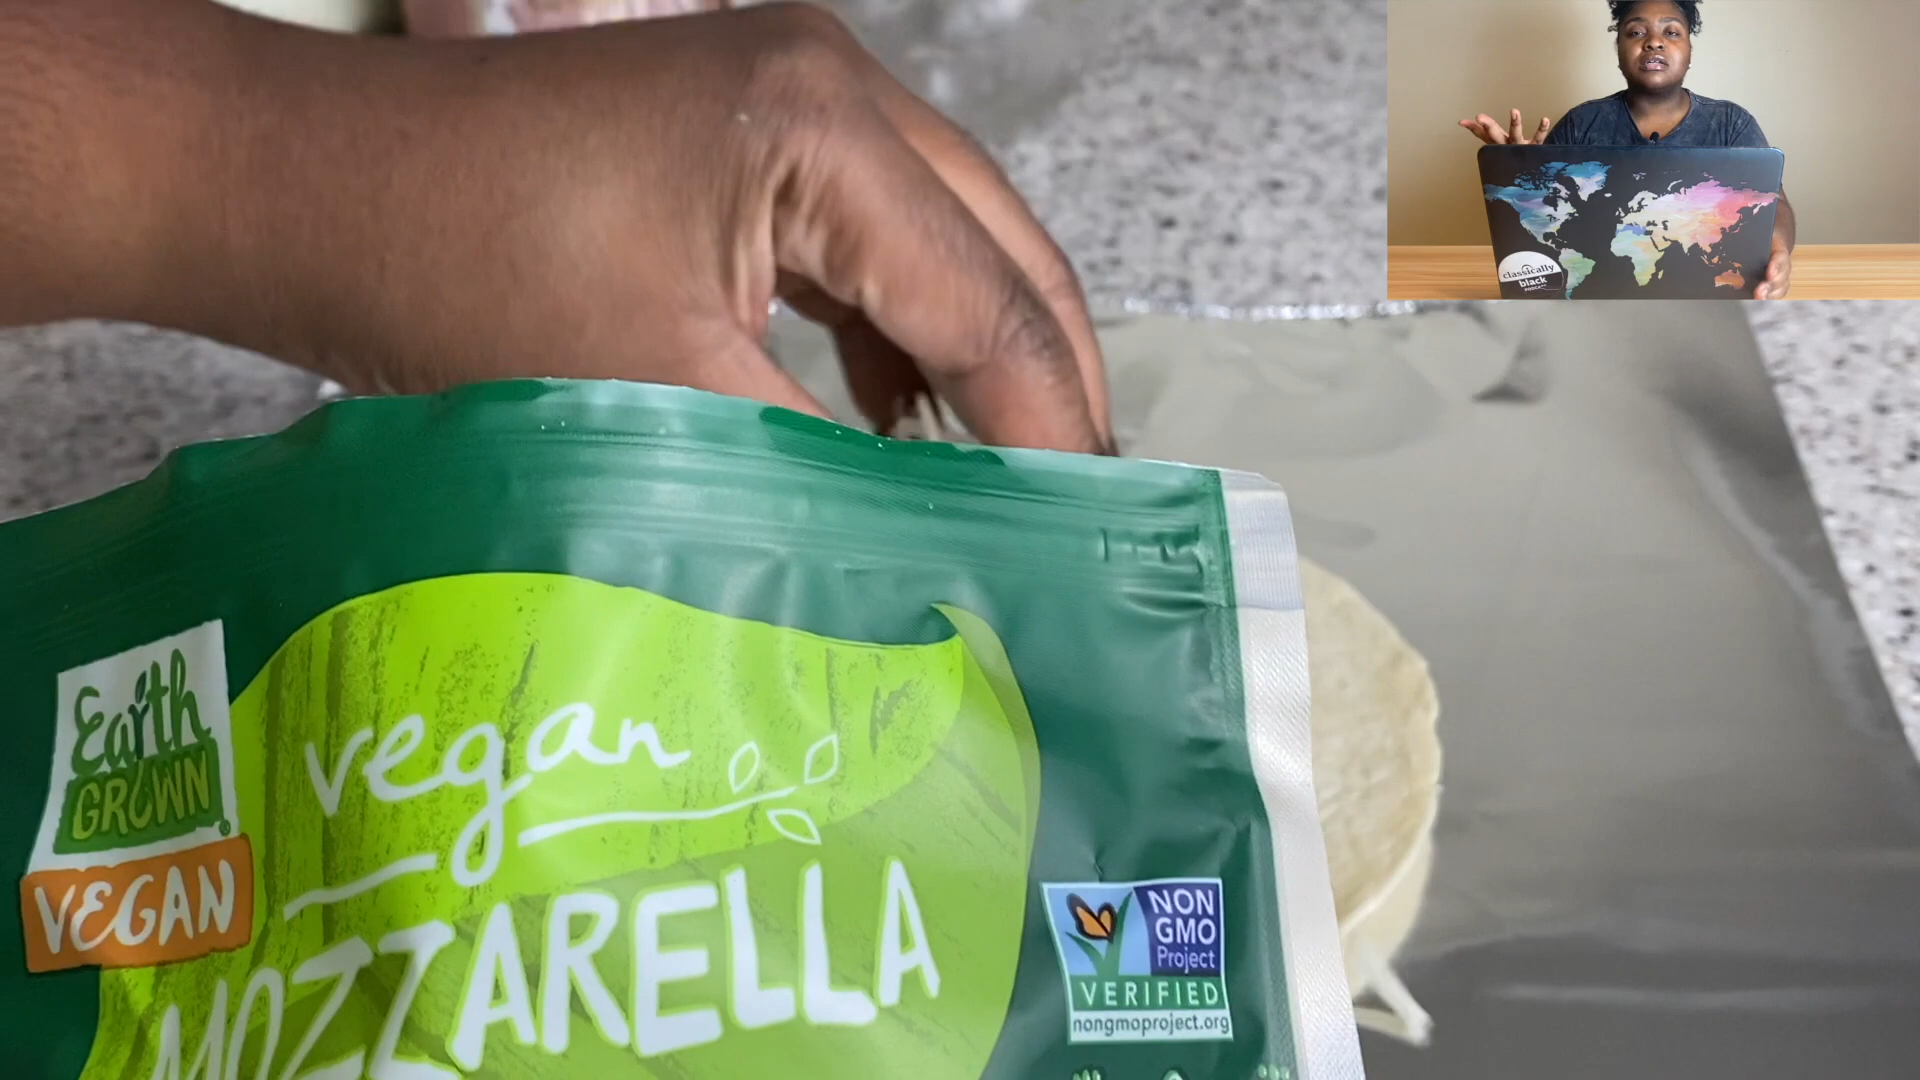 classically
black
Earth
GROWN
VEGAN
vegan
MOZZARELLA
NON
GMO
Project
VERIFIED
nongmoproject.org